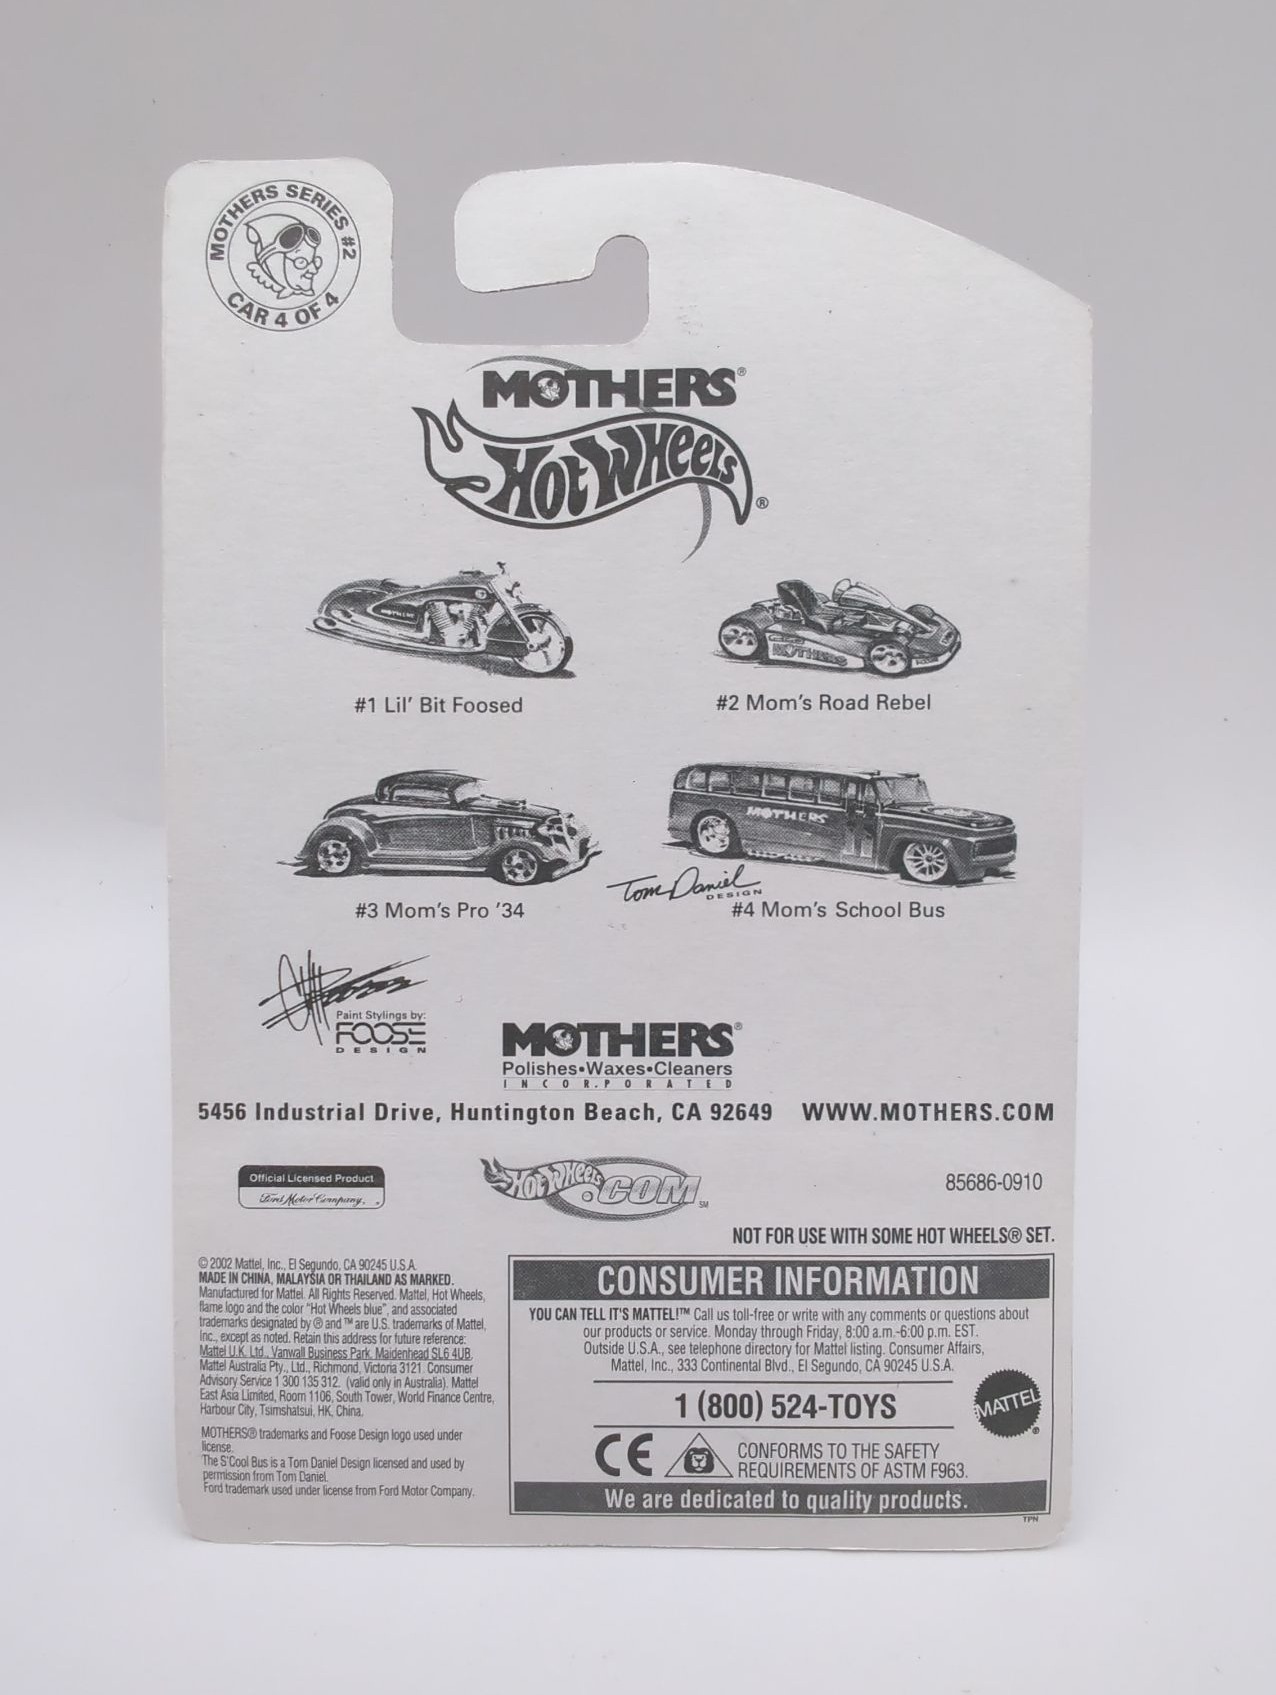 MOTHERS SERIES #2
CAR 4 OF 4
MOTHERS®
Hot Wheels®
MOTHERS
MOTHERS
#1 Lil' Bit Foosed
#2 Mom's Road Rebel
MOTHERS
Tom Daniel
DESIGN
#3 Mom's Pro '34
#4 Mom's School Bus
Paint Stylings by:
FOOSE
DESIGN
MOTHERS®
Polishes•Waxes•Cleaners
INCORPORATED
5456 Industrial Drive, Huntington Beach, CA 92649 WWW.MOTHERS.COM
Official Licensed Product
Ford Motor Company.
Hot Wheels.COM SM
85686-0910
NOT FOR USE WITH SOME HOT WHEELS® SET.
© 2002 Mattel, Inc., El Segundo, CA 90245 U.S.A.
MADE IN CHINA, MALAYSIA OR THAILAND AS MARKED.
Manufactured for Mattel. All Rights Reserved. Mattel, Hot Wheels,
flame logo and the color "Hot Wheels blue", and associated
trademarks designated by ® and ™ are U.S. trademarks of Mattel,
Inc., except as noted. Retain this address for future reference:
Mattel U.K. Ltd., Vanwall Business Park, Maidenhead SL6 4UB.
Mattel Australia Pty., Ltd., Richmond, Victoria 3121 Consumer
Advisory Service 1 300 135 312. (valid only in Australia). Mattel
East Asia Limited, Room 1106, South Tower, World Finance Centre,
Harbour City, Tsimshatsui, HK, China.
MOTHERS® trademarks and Foose Design logo used under
license.
The S'Cool Bus is a Tom Daniel Design licensed and used by
permission from Tom Daniel.
Ford trademark used under license from Ford Motor Company.
CONSUMER INFORMATION
YOU CAN TELL IT'S MATTEL!™ Call us toll-free or write with any comments or questions about
our products or service. Monday through Friday, 8:00 a.m.-6:00 p.m. EST.
Outside U.S.A., see telephone directory for Mattel listing. Consumer Affairs,
Mattel, Inc., 333 Continental Blvd., El Segundo, CA 90245 U.S.A.
1 (800) 524-TOYS
MATTEL®
CE
CONFORMS TO THE SAFETY
REQUIREMENTS OF ASTM F963.
We are dedicated to quality products.
TPN